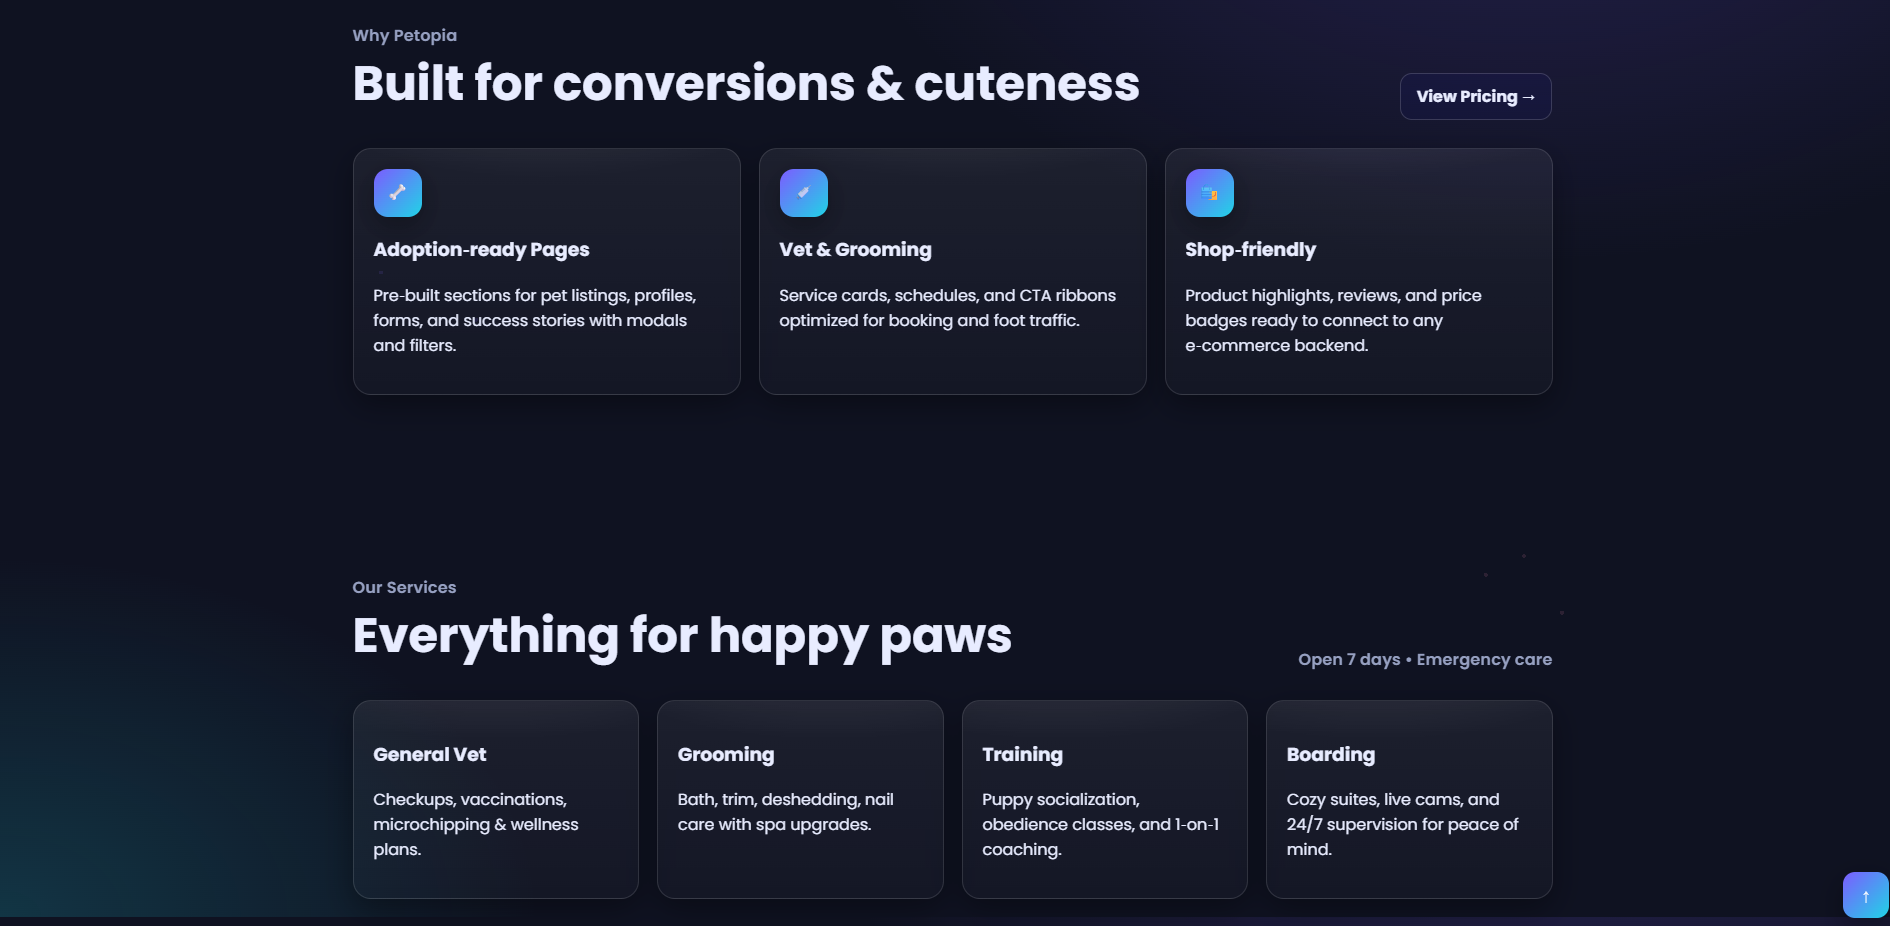 Why Petopia
Built for conversions & cuteness
View Pricing →
Adoption-ready Pages
Pre-built sections for pet listings, profiles,
forms, and success stories with modals
and filters.
Vet & Grooming
Service cards, schedules, and CTA ribbons
optimized for booking and foot traffic.
Shop-friendly
Product highlights, reviews, and price
badges ready to connect to any
e-commerce backend.
Our Services
Everything for happy paws
Open 7 days • Emergency care
General Vet
Checkups, vaccinations,
microchipping & wellness
plans.
Grooming
Bath, trim, deshedding, nail
care with spa upgrades.
Training
Puppy socialization,
obedience classes, and 1-on-1
coaching.
Boarding
Cozy suites, live cams, and
24/7 supervision for peace of
mind.
↑